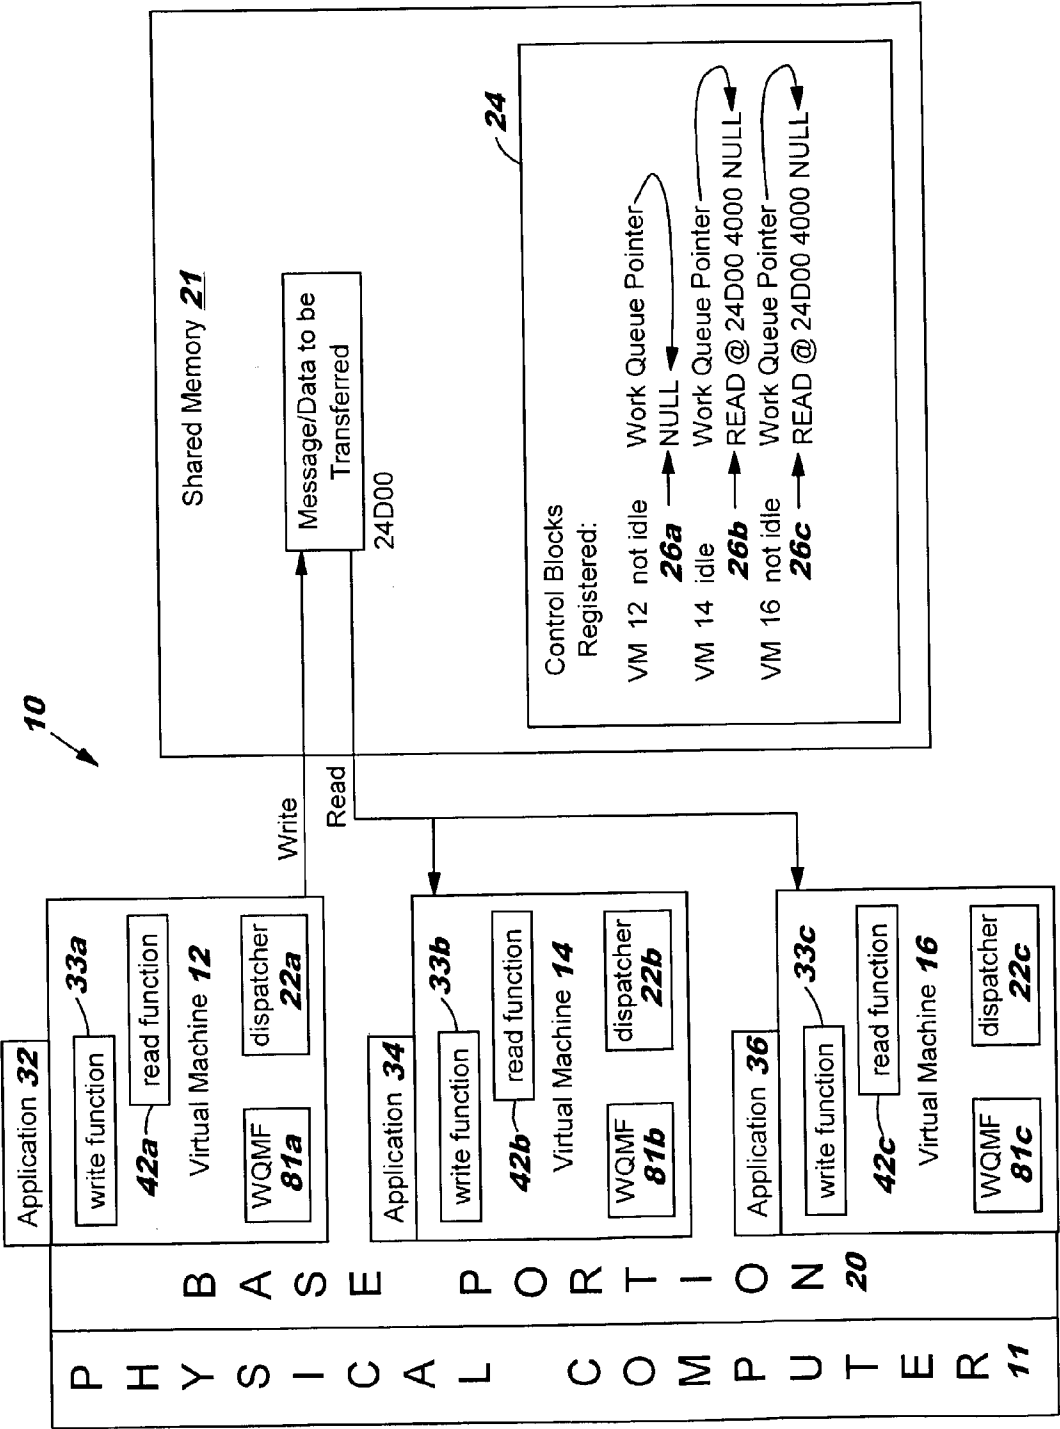 10
Shared Memory 21
Message/Data to be
Transferred
24D00
24
Control Blocks
Registered:
VM 12 not idle Work Queue Pointer
26a NULL
VM 14 idle Work Queue Pointer
26b READ @ 24D00 4000 NULL
VM 16 not idle Work Queue Pointer
26c READ @ 24D00 4000 NULL
Write
Read
Application 32
write function 33a
42a read function
Virtual Machine 12
WQMF
81a
dispatcher
22a
Application 34
write function 33b
42b read function
Virtual Machine 14
WQMF
81b
dispatcher
22b
Application 36
write function 33c
42c read function
Virtual Machine 16
WQMF
81c
dispatcher
22c
BASE PORTION 20
PHYSICAL COMPUTER 11